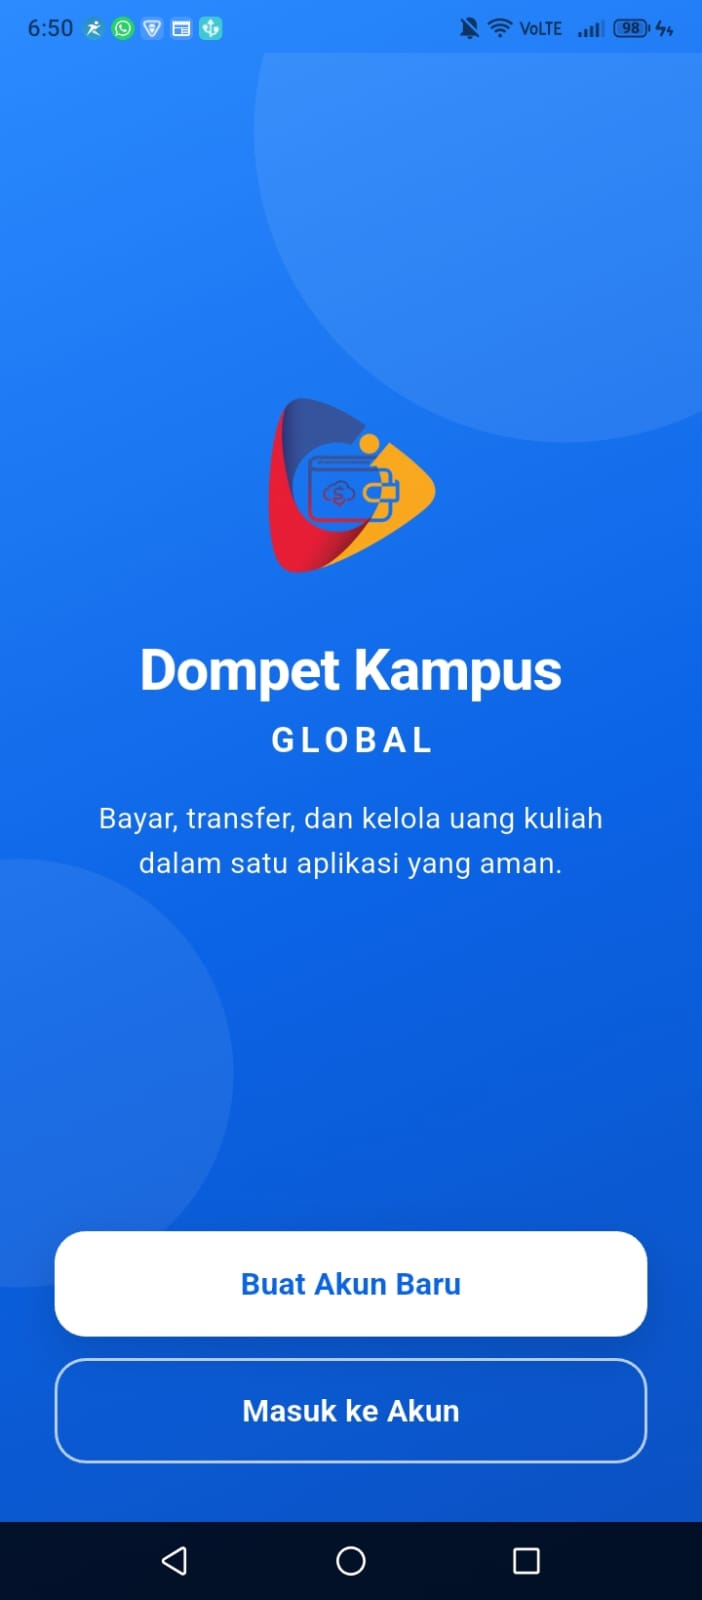 6:50
VoLTE
98
Dompet Kampus
GLOBAL
Bayar, transfer, dan kelola uang kuliah
dalam satu aplikasi yang aman.
Buat Akun Baru
Masuk ke Akun